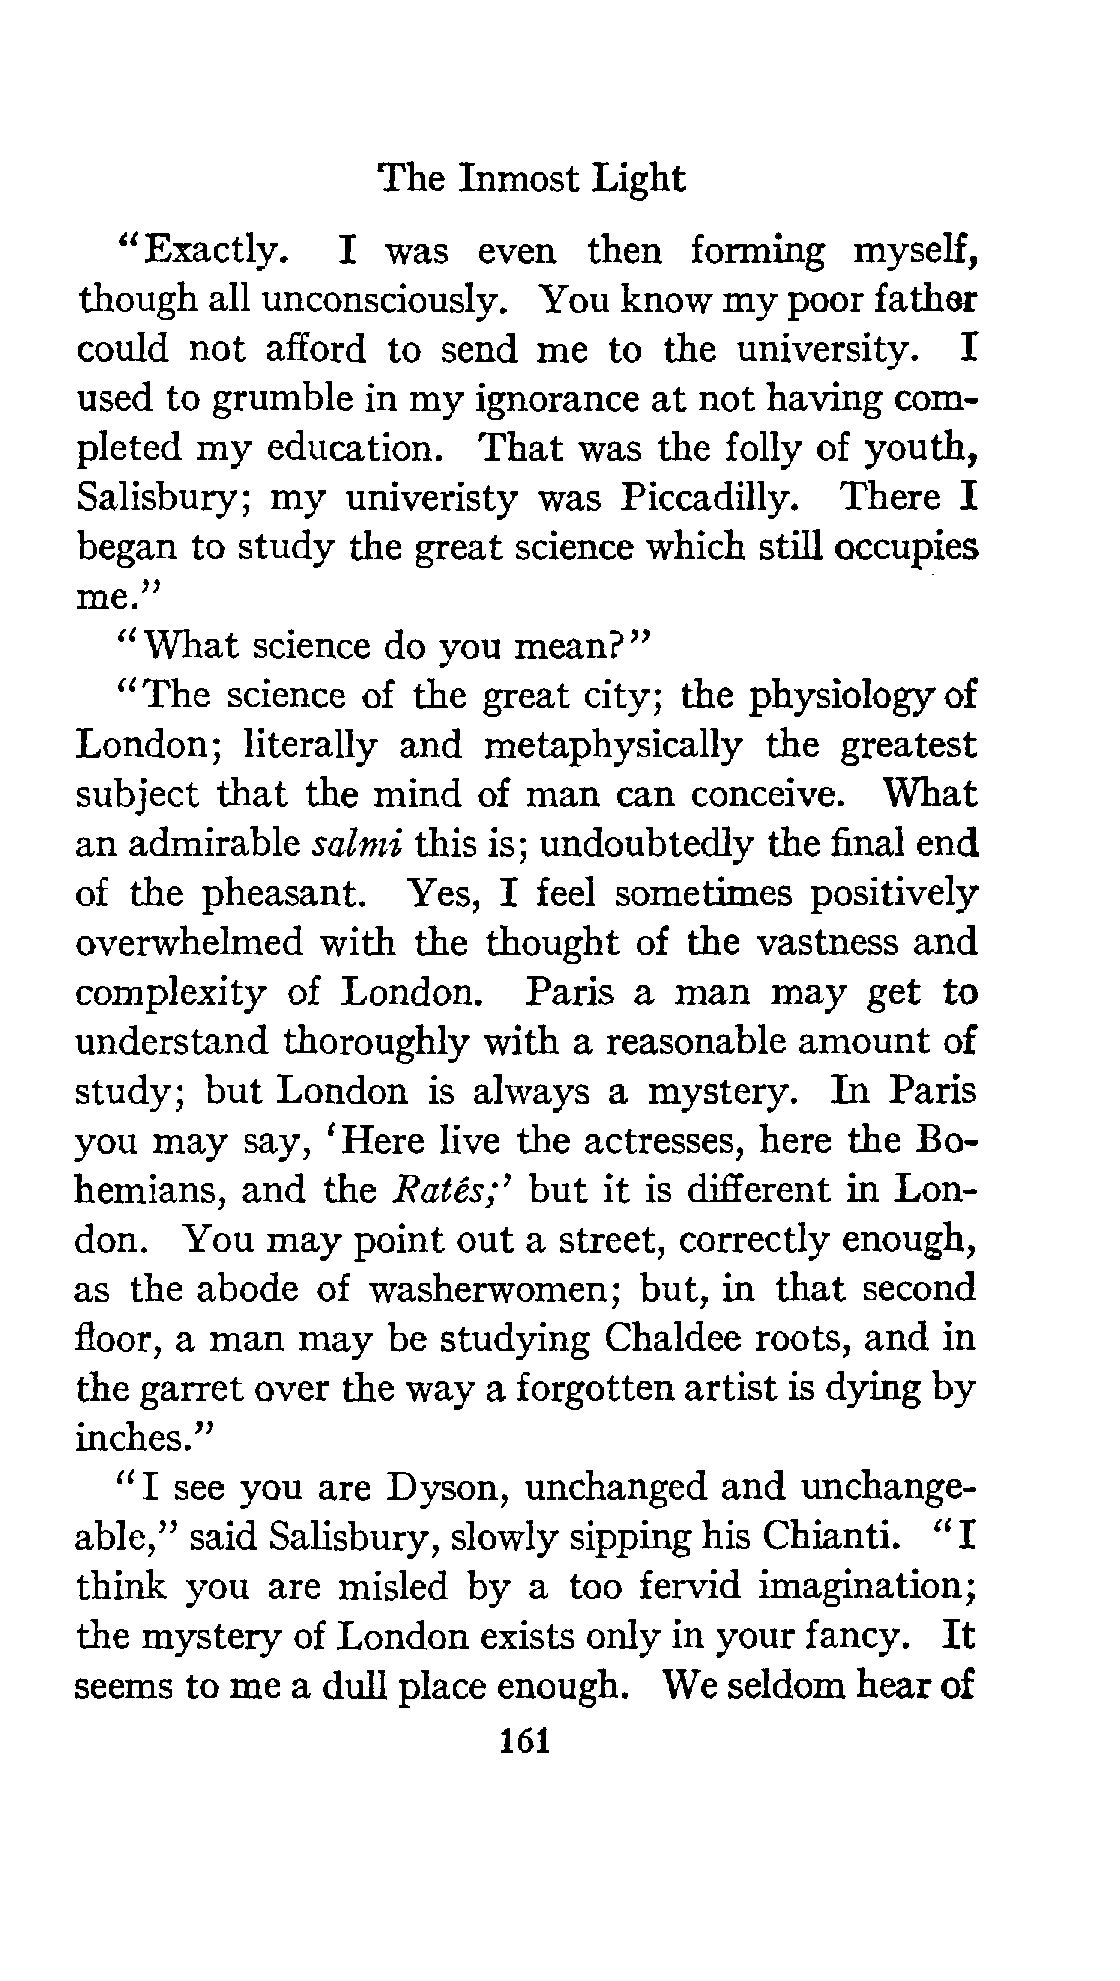 The Inmost Light
“Exactly. I was even then forming myself,
though all unconsciously. You know my poor father
could not afford to send me to the university. I
used to grumble in my ignorance at not having com-
pleted my education. That was the folly of youth,
Salisbury; my univeristy was Piccadilly. There I
began to study the great science which still occupies
me.”
“What science do you mean?”
“The science of the great city; the physiology of
London; literally and metaphysically the greatest
subject that the mind of man can conceive. What
an admirable salmi this is; undoubtedly the final end
of the pheasant. Yes, I feel sometimes positively
overwhelmed with the thought of the vastness and
complexity of London. Paris a man may get to
understand thoroughly with a reasonable amount of
study; but London is always a mystery. In Paris
you may say, ‘Here live the actresses, here the Bo-
hemians, and the Ratés;’ but it is different in Lon-
don. You may point out a street, correctly enough,
as the abode of washerwomen; but, in that second
floor, a man may be studying Chaldee roots, and in
the garret over the way a forgotten artist is dying by
inches.”
“I see you are Dyson, unchanged and unchange-
able,” said Salisbury, slowly sipping his Chianti. “I
think you are misled by a too fervid imagination;
the mystery of London exists only in your fancy. It
seems to me a dull place enough. We seldom hear of
161